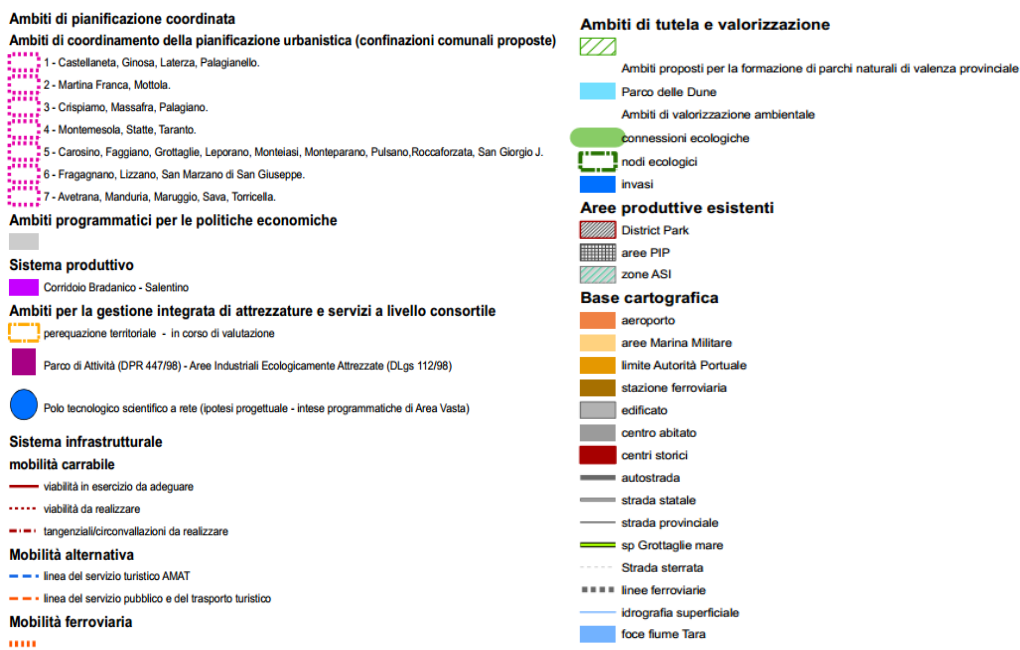 Ambiti di pianificazione coordinata
Ambiti di coordinamento della pianificazione urbanistica (confinazioni comunali proposte)
1 - Castellaneta, Ginosa, Laterza, Palagianello.
2 - Martina Franca, Mottola.
3 - Crispiamo, Massafra, Palagiano.
4 - Montemesola, Statte, Taranto.
5 - Carosino, Faggiano, Grottaglie, Leporano, Monteiasi, Monteparano, Pulsano,Roccaforzata, San Giorgio J.
6 - Fragagnano, Lizzano, San Marzano di San Giuseppe.
7 - Avetrana, Manduria, Maruggio, Sava, Torricella.
Ambiti programmatici per le politiche economiche
Sistema produttivo
Corridoio Bradanico - Salentino
Ambiti per la gestione integrata di attrezzature e servizi a livello consortile
perequazione territoriale - in corso di valutazione
Parco di Attività (DPR 447/98) - Aree Industriali Ecologicamente Attrezzate (DLgs 112/98)
Polo tecnologico scientifico a rete (ipotesi progettuale - intese programmatiche di Area Vasta)
Sistema infrastrutturale
mobilità carrabile
viabilità in esercizio da adeguare
viabilità da realizzare
tangenziali/circonvallazioni da realizzare
Mobilità alternativa
linea del servizio turistico AMAT
linea del servizio pubblico e del trasporto turistico
Mobilità ferroviaria
Ambiti di tutela e valorizzazione
Ambiti proposti per la formazione di parchi naturali di valenza provinciale
Parco delle Dune
Ambiti di valorizzazione ambientale
connessioni ecologiche
nodi ecologici
invasi
Aree produttive esistenti
District Park
aree PIP
zone ASI
Base cartografica
aeroporto
aree Marina Militare
limite Autorità Portuale
stazione ferroviaria
edificato
centro abitato
centri storici
autostrada
strada statale
strada provinciale
sp Grottaglie mare
Strada sterrata
linee ferroviarie
idrografia superficiale
foce fiume Tara